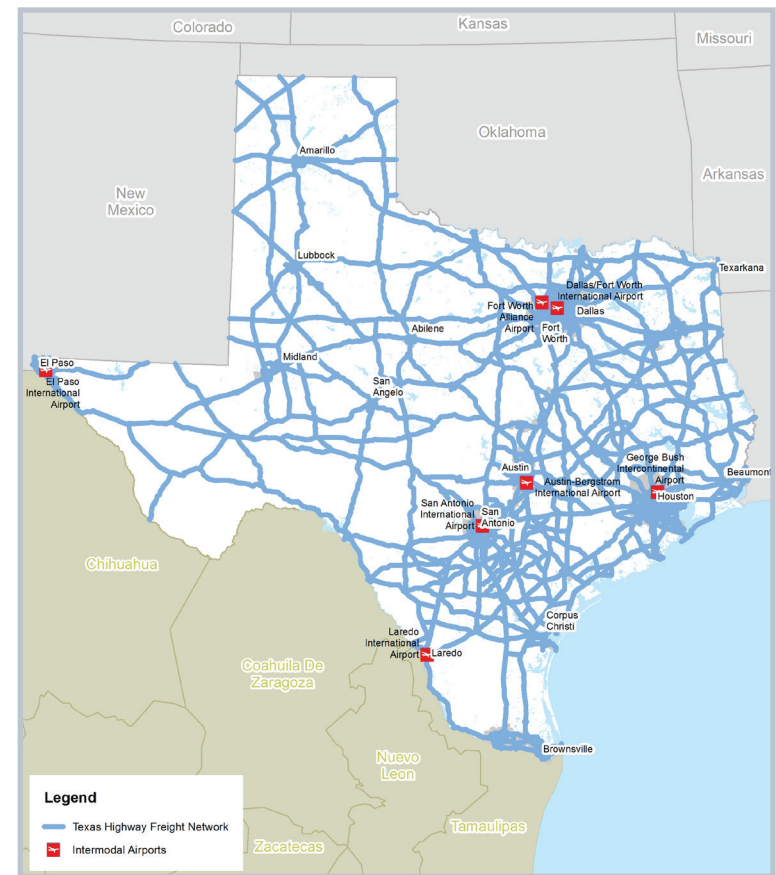 Colorado
Kansas
Missouri
Oklahoma
Arkansas
New
Mexico
Amarillo
Lubbock
Texarkana
Dallas/Fort Worth
International Airport
Fort Worth
Alliance
Airport
Dallas
Fort
Worth
Abilene
Midland
El Paso
El Paso
International
Airport
San
Angelo
Austin
Austin-Bergstrom
International Airport
George Bush
Intercontinental
Airport
Houston
Beaumont
San Antonio
International
Airport
San
Antonio
Chihuahua
Corpus
Christi
Laredo
International
Airport
Laredo
Coahuila De
Zaragoza
Nuevo
Leon
Brownsville
Tamaulipas
Zacatecas
Legend
Texas Highway Freight Network
Intermodal Airports